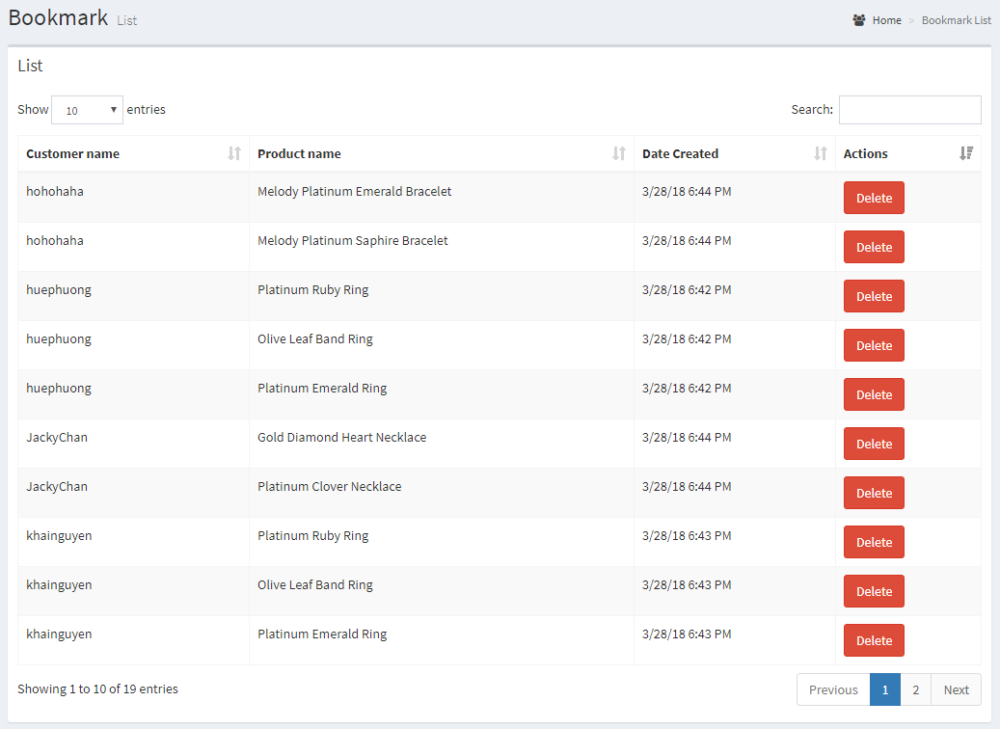 Bookmark List
Home > Bookmark List
List
Show 10 entries Search:
Customer name Product name Date Created Actions
hohohaha Melody Platinum Emerald Bracelet 3/28/18 6:44 PM Delete
hohohaha Melody Platinum Saphire Bracelet 3/28/18 6:44 PM Delete
huephuong Platinum Ruby Ring 3/28/18 6:42 PM Delete
huephuong Olive Leaf Band Ring 3/28/18 6:42 PM Delete
huephuong Platinum Emerald Ring 3/28/18 6:42 PM Delete
JackyChan Gold Diamond Heart Necklace 3/28/18 6:44 PM Delete
JackyChan Platinum Clover Necklace 3/28/18 6:44 PM Delete
khainguyen Platinum Ruby Ring 3/28/18 6:43 PM Delete
khainguyen Olive Leaf Band Ring 3/28/18 6:43 PM Delete
khainguyen Platinum Emerald Ring 3/28/18 6:43 PM Delete
Showing 1 to 10 of 19 entries Previous 1 2 Next